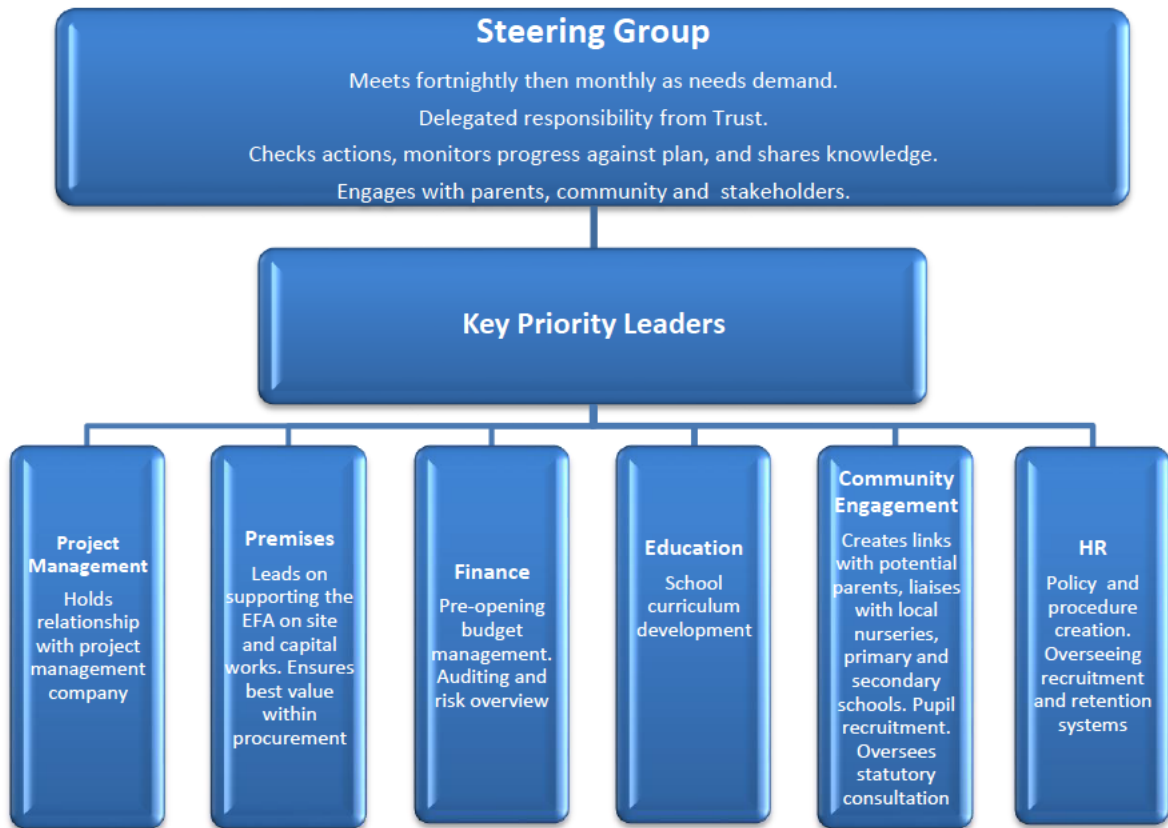 Steering Group
Meets fortnightly then monthly as needs demand.
Delegated responsibility from Trust.
Checks actions, monitors progress against plan, and shares knowledge.
Engages with parents, community and  stakeholders.
Key Priority Leaders
Project
Management
Holds
relationship
with project
management
company
Premises
Leads on
supporting the
EFA on site
and capital
works. Ensures
best value
within
procurement
Finance
Pre-opening
budget
management.
Auditing and
risk overview
Education
School
curriculum
development
Community
Engagement
Creates links
with potential
parents, liaises
with local
nurseries,
primary and
secondary
schools. Pupil
recruitment.
Oversees
statutory
consultation
HR
Policy  and
procedure
creation.
Overseeing
recruitment
and retention
systems